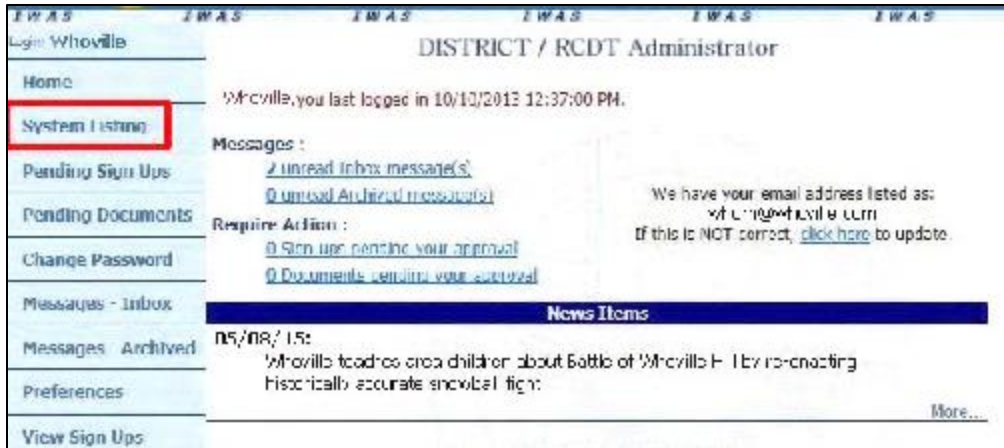 IWAS IWAS IWAS IWAS IWAS IWAS
Login: Whoville
DISTRICT / RCDT Administrator
Home
Whoville, you last logged in 10/10/2013 12:37:00 PM.
System Listing
Messages :
2 unread Inbox message(s)
0 unread Archived message(s)
Pending Sign Ups
We have your email address listed as:
If this is NOT correct, click here to update.
Pending Documents
Require Action :
0 Sign ups pending your approval
0 Documents pending your approval
Change Password
Messages - Inbox
News Items
05/08/15:
Whoville teaches area children about Battle of Whoville Hill by re-enacting
historically accurate snowball fight
Messages Archived
Preferences
More...
View Sign Ups